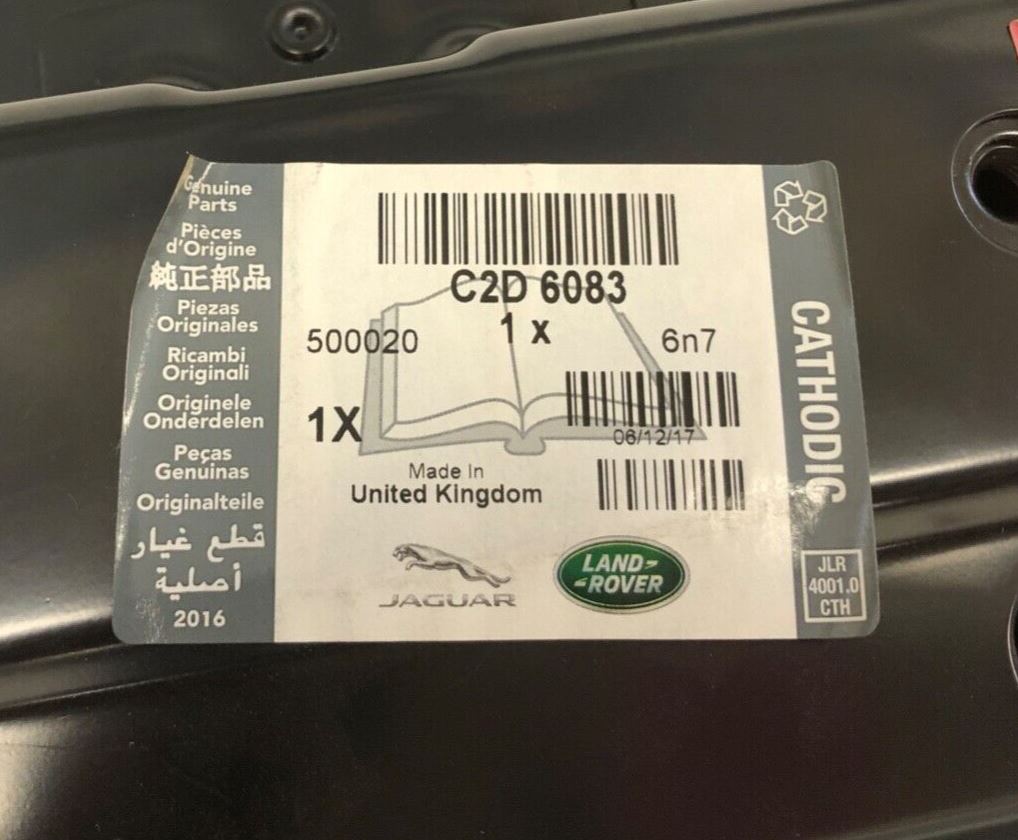 Genuine
Parts
Pièces
d'Origine
純正部品
Piezas
Originales
Ricambi
Originali
Originele
Onderdelen
Peças
Genuinas
Originalteile
قطع غيار
أصلية
2016
C2D 6083
1 x
500020
6n7
1X
06/12/17
Made In
United Kingdom
JAGUAR
LAND-
-ROVER
CATHODIC
JLR
4001.0
CTH